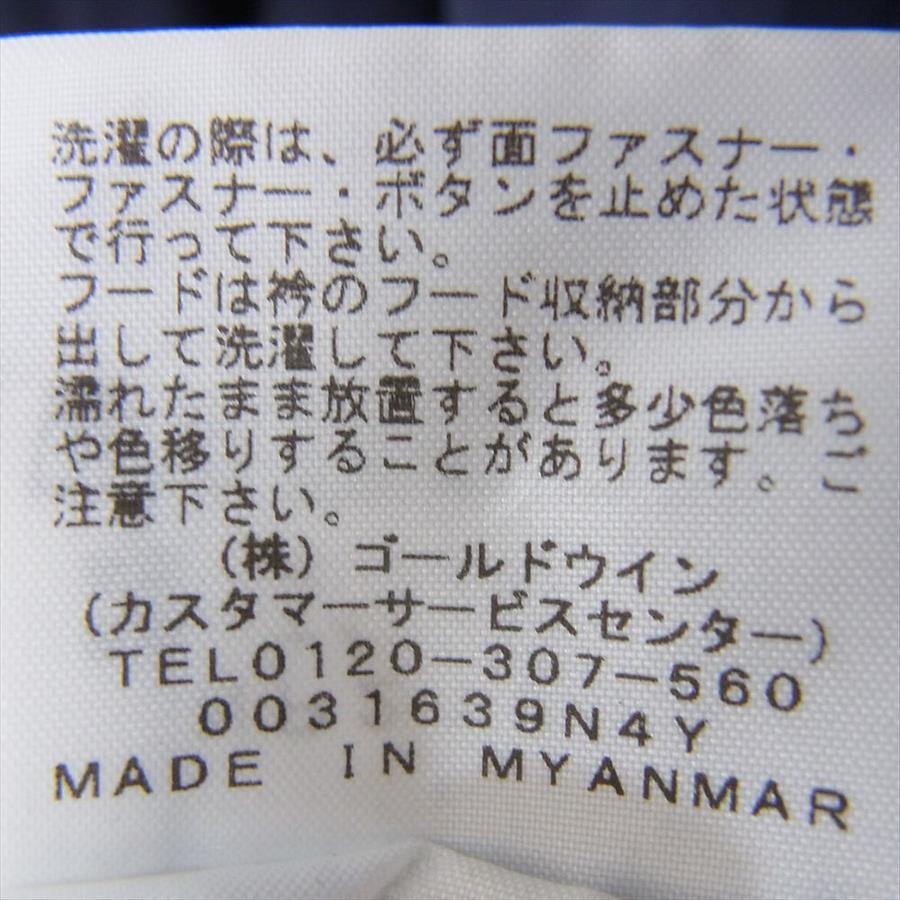 洗濯の際は、必ず面ファスナー・
ファスナー・ボタンを止めた状態
で行って下さい。
フードは衿のフード収納部分から
出して洗濯して下さい。
濡れたまま放置すると多少色落ち
や色移りすることがあります。ご
注意下さい。
(株)ゴールドウイン
(カスタマーサービスセンター)
TEL0120-307-560
0031639N4Y
MADE IN MYANMAR